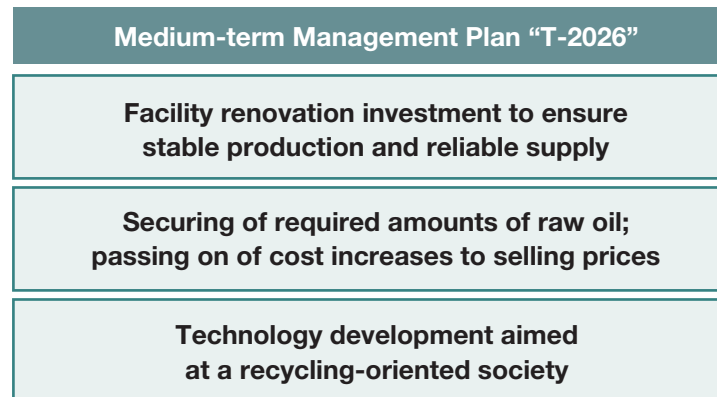 Medium-term Management Plan “T-2026”
Facility renovation investment to ensure
stable production and reliable supply
Securing of required amounts of raw oil;
passing on of cost increases to selling prices
Technology development aimed
at a recycling-oriented society